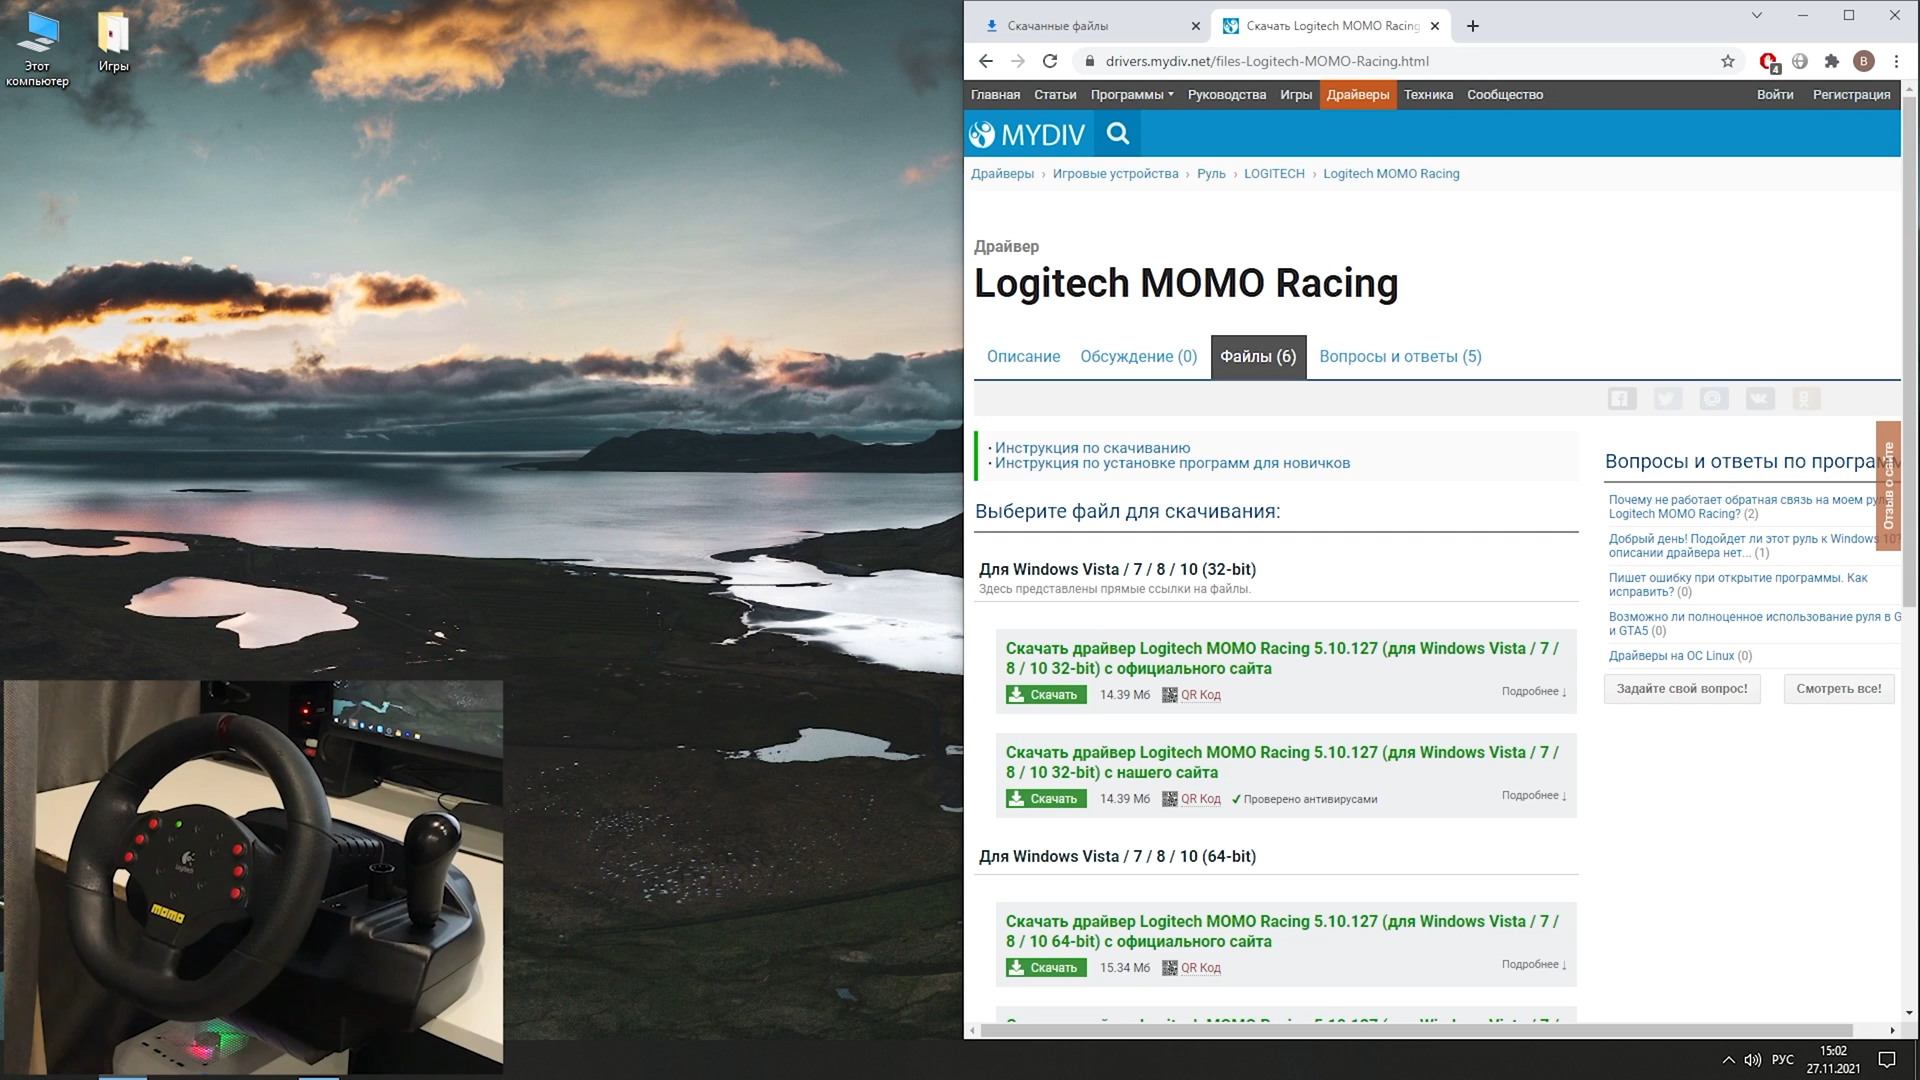 Этот компьютер
Игры
Скачанные файлы
Скачать Logitech MOMO Racing
drivers.mydiv.net/files-Logitech-MOMO-Racing.html
4
B
Главная Статьи Программы Руководства Игры Драйверы Техника Сообщество Войти Регистрация
MYDIV
Драйверы › Игровые устройства › Руль › LOGITECH › Logitech MOMO Racing
Драйвер
Logitech MOMO Racing
Описание Обсуждение (0) Файлы (6) Вопросы и ответы (5)
· Инструкция по скачиванию
· Инструкция по установке программ для новичков
Выберите файл для скачивания:
Для Windows Vista / 7 / 8 / 10 (32-bit)
Здесь представлены прямые ссылки на файлы.
Скачать драйвер Logitech MOMO Racing 5.10.127 (для Windows Vista / 7 /
8 / 10 32-bit) с официального сайта
Скачать 14.39 Мб QR Код Подробнее ↓
Скачать драйвер Logitech MOMO Racing 5.10.127 (для Windows Vista / 7 /
8 / 10 32-bit) с нашего сайта
Скачать 14.39 Мб QR Код ✔ Проверено антивирусами Подробнее ↓
Для Windows Vista / 7 / 8 / 10 (64-bit)
Скачать драйвер Logitech MOMO Racing 5.10.127 (для Windows Vista / 7 /
8 / 10 64-bit) с официального сайта
Скачать 15.34 Мб QR Код Подробнее ↓
Вопросы и ответы по програм
Почему не работает обратная связь на моем ру
Logitech MOMO Racing? (2)
Добрый день! Подойдет ли этот руль к Windows 10?
описании драйвера нет... (1)
Пишет ошибку при открытие программы. Как
исправить? (0)
Возможно ли полноценное использование руля в G
и GTA5 (0)
Драйверы на ОС Linux (0)
Задайте свой вопрос! Смотреть все!
Отзыв о сайте
Logitech
MOMO
РУС
15:02
27.11.2021